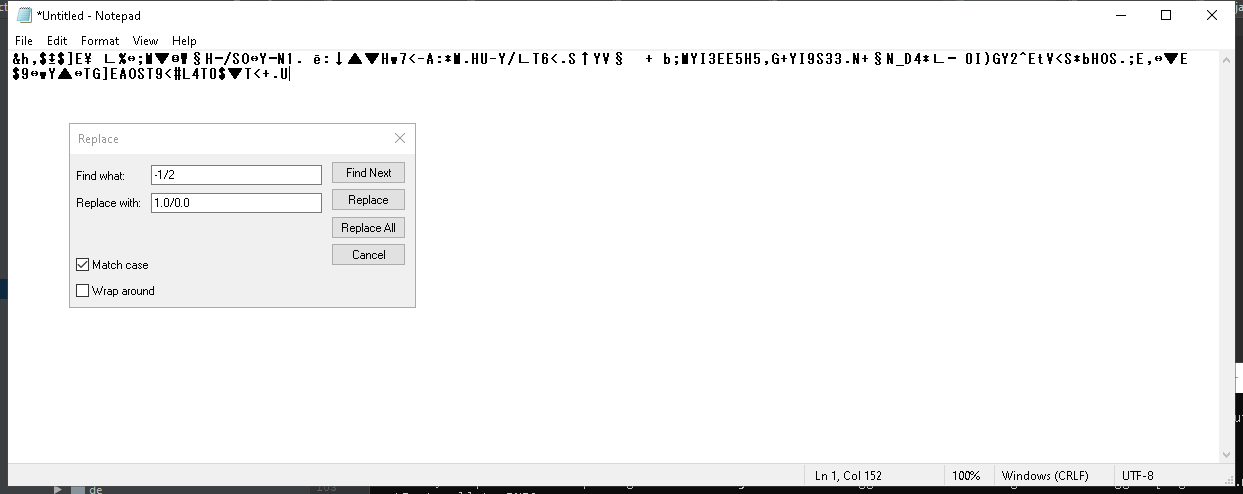 *Untitled - Notepad
File Edit Format View Help
&h,$±$]E¥ ∟%↔;M▼¤♥§H-/SO↔Y-N1. ē:↓▲▼H♥7<-A:*M.HU-Y/∟T6<.S↑YV§ + b;MYI3EE5H5,G+YI9S33.N+§N_D4*∟- OI)GY2^EtV<S*bHOS.;E,↔▼E
$9↔♥Y▲↔TG]EAOST9<#L4TO$▼T<+.U
Replace
Find what: -1/2 Find Next
Replace with: 1.0/0.0 Replace
Replace All
Cancel
Match case
Wrap around
Ln 1, Col 152 100% Windows (CRLF) UTF-8
de